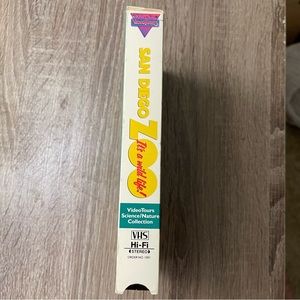 SAN DIEGO
ZOO
It's a wild life!
VideoTours
Science/Nature
Collection
VHS
Hi-Fi
STEREO